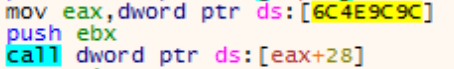 mov eax,dword ptr ds:[6C4E9C9C]
push ebx
call dword ptr ds:[eax+28]